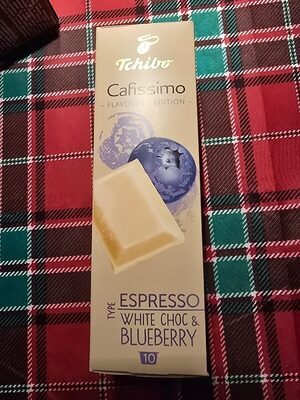 Tchibo
Cafissimo
- FLAVOURED EDITION -
TYPE
ESPRESSO
WHITE CHOC &
BLUEBERRY
10